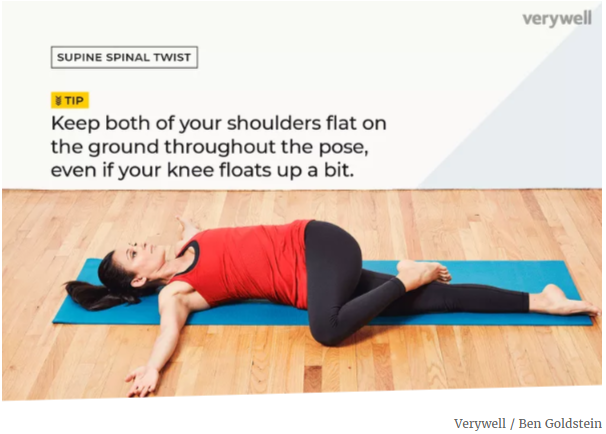 verywell
SUPINE SPINAL TWIST
TIP
Keep both of your shoulders flat on
the ground throughout the pose,
even if your knee floats up a bit.
Verywell / Ben Goldstein